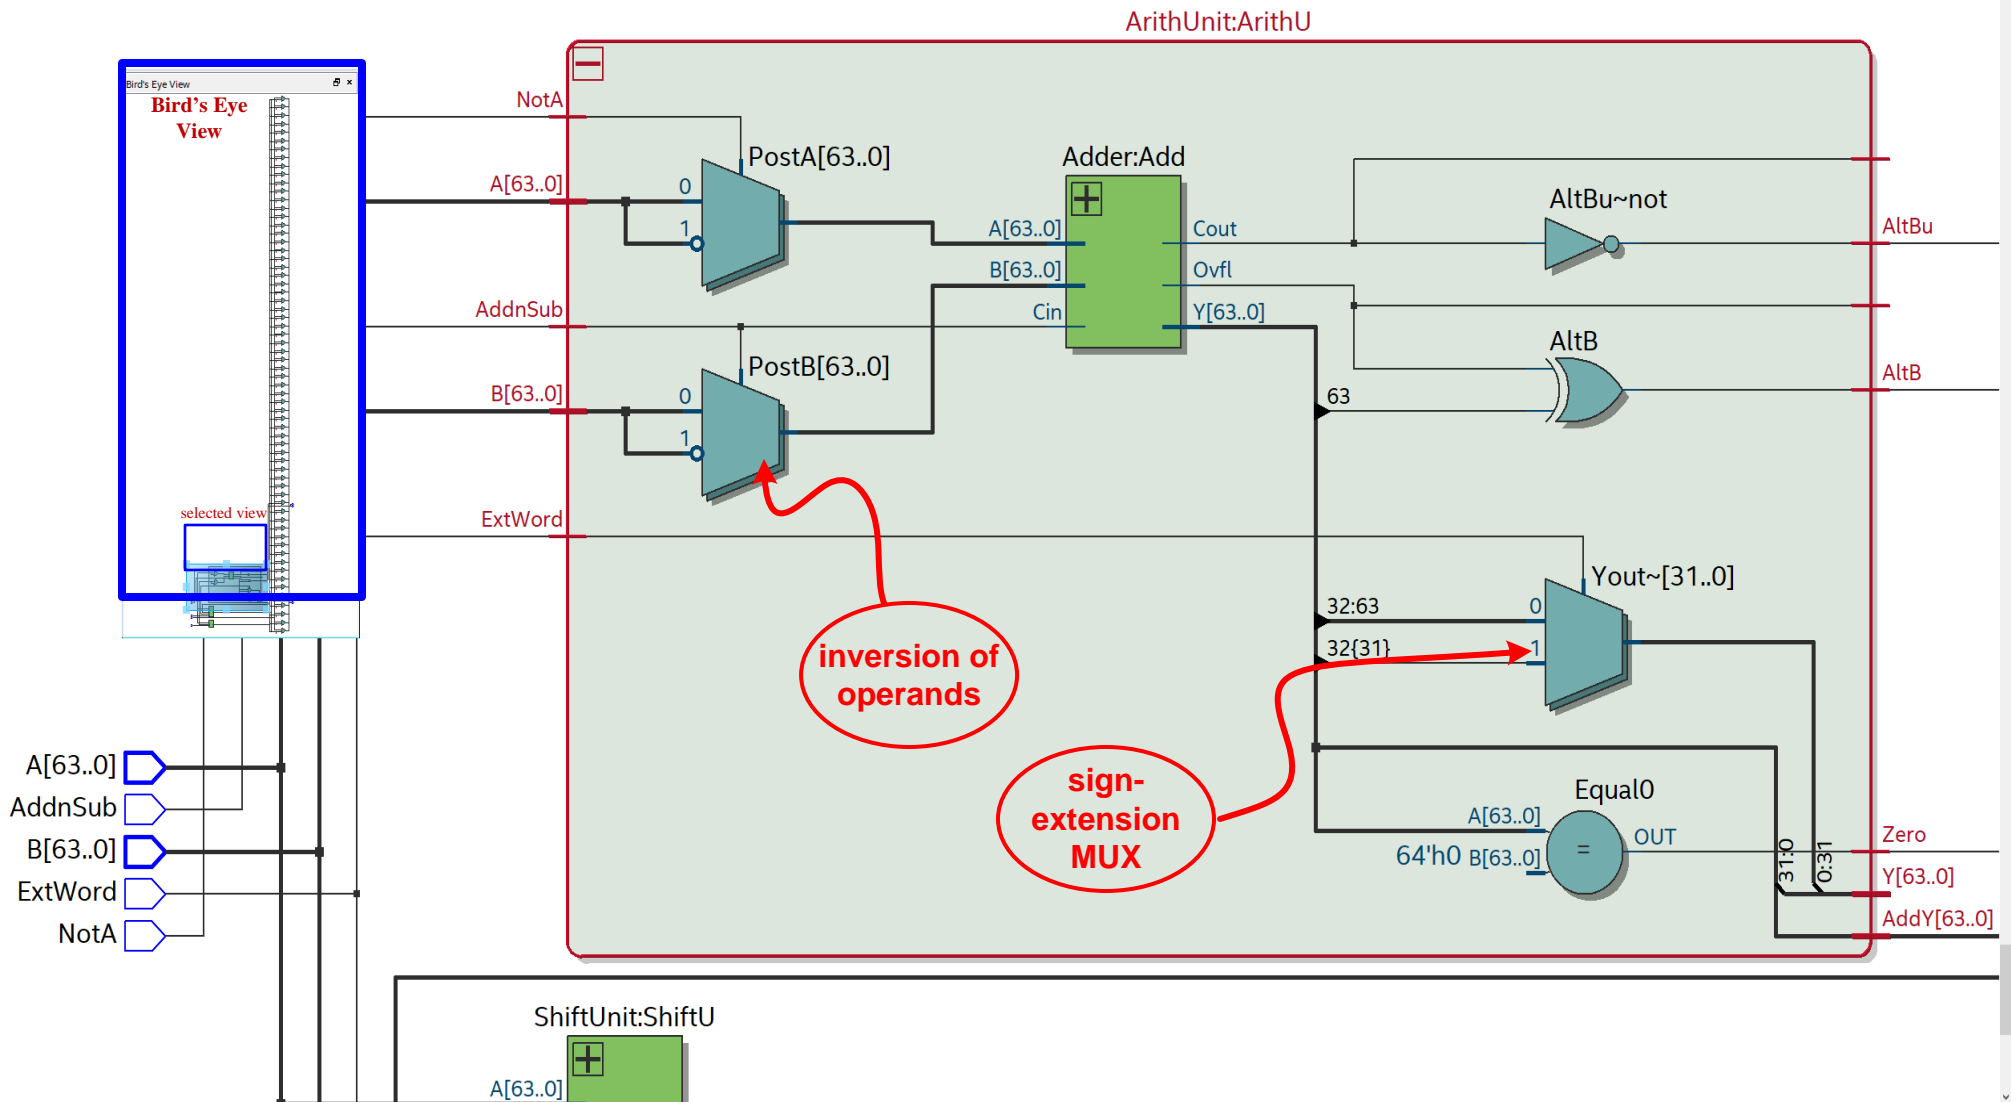 ArithUnit:ArithU
Bird's Eye View
Bird's Eye
View
selected view
NotA
A[63..0]
AddnSub
B[63..0]
ExtWord
PostA[63..0]
0
1
PostB[63..0]
0
1
Adder:Add
A[63..0]
B[63..0]
Cin
Cout
Ovfl
Y[63..0]
AltBu~not
AltBu
AltB
AltB
63
Yout~[31..0]
32:63
0
32{31}
1
inversion of
operands
sign-
extension
MUX
Equal0
A[63..0]
64'h0 B[63..0]
=
OUT
31:0
0:31
Zero
Y[63..0]
AddY[63..0]
A[63..0]
AddnSub
B[63..0]
ExtWord
NotA
ShiftUnit:ShiftU
A[63..0]